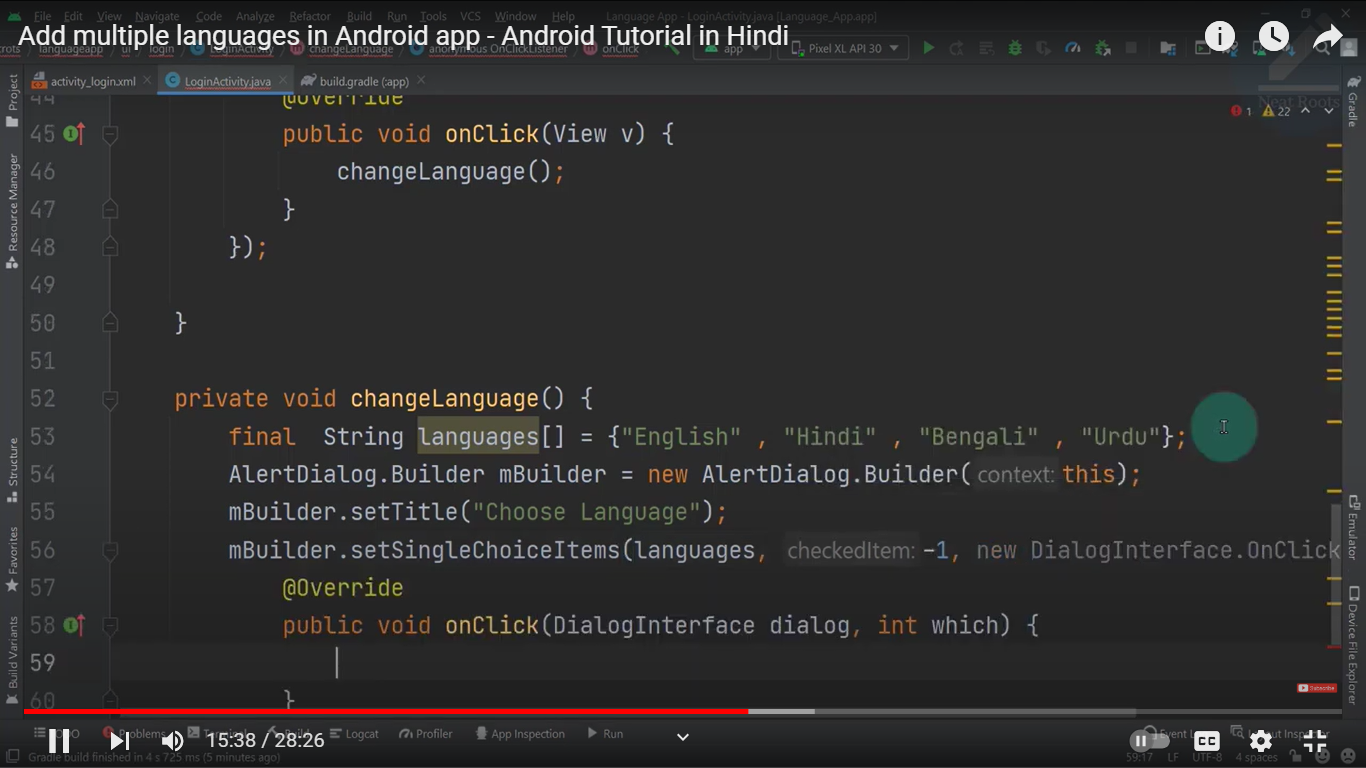 File Edit View Navigate Code Analyze Refactor Build Run Tools VCS Window Help Language App - LoginActivity.java [Language_App.app]
Add multiple languages in Android app - Android Tutorial in Hindi
languageapp ui login LoginActivity changeLanguage anonymous OnClickListener onClick app Pixel XL API 30
activity_login.xml LoginActivity.java build.gradle (:app)
Neat Roots
1 22
Project
Resource Manager
Structure
Favorites
Build Variants
Gradle
Emulator
Device File Explorer
44 @Override
45 public void onClick(View v) {
46 changeLanguage();
47 }
48 });
49
50 }
51
52 private void changeLanguage() {
53 final String languages[] = {"English" , "Hindi" , "Bengali" , "Urdu"};
54 AlertDialog.Builder mBuilder = new AlertDialog.Builder( context: this);
55 mBuilder.setTitle("Choose Language");
56 mBuilder.setSingleChoiceItems(languages, checkedItem: -1, new DialogInterface.OnClick
57 @Override
58 public void onClick(DialogInterface dialog, int which) {
59
60 }
Subscribe
TODO Problems Terminal Build Logcat Profiler App Inspection Run Event Log Layout Inspector
15:38 / 28:26
CC
Gradle build finished in 4 s 725 ms (5 minutes ago) 59:17 LF UTF-8 4 spaces